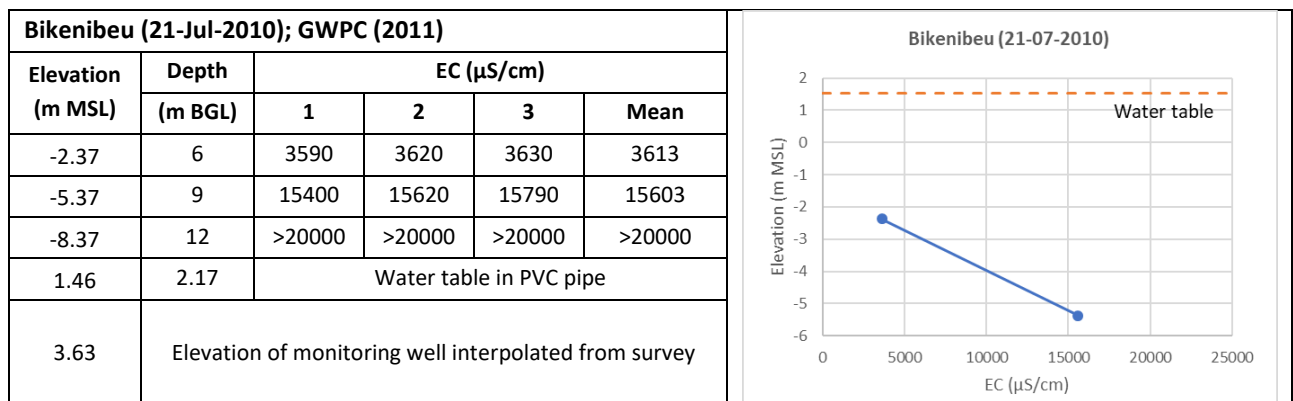 Bikenibeu (21-Jul-2010); GWPC (2011)
Elevation (m MSL) Depth (m BGL) EC (µS/cm)
1 2 3 Mean
-2.37 6 3590 3620 3630 3613
-5.37 9 15400 15620 15790 15603
-8.37 12 >20000 >20000 >20000 >20000
1.46 2.17 Water table in PVC pipe
3.63 Elevation of monitoring well interpolated from survey
Bikenibeu (21-07-2010)
Elevation (m MSL)
2
1
0
-1
-2
-3
-4
-5
-6
Water table
0 5000 10000 15000 20000 25000
EC (µS/cm)